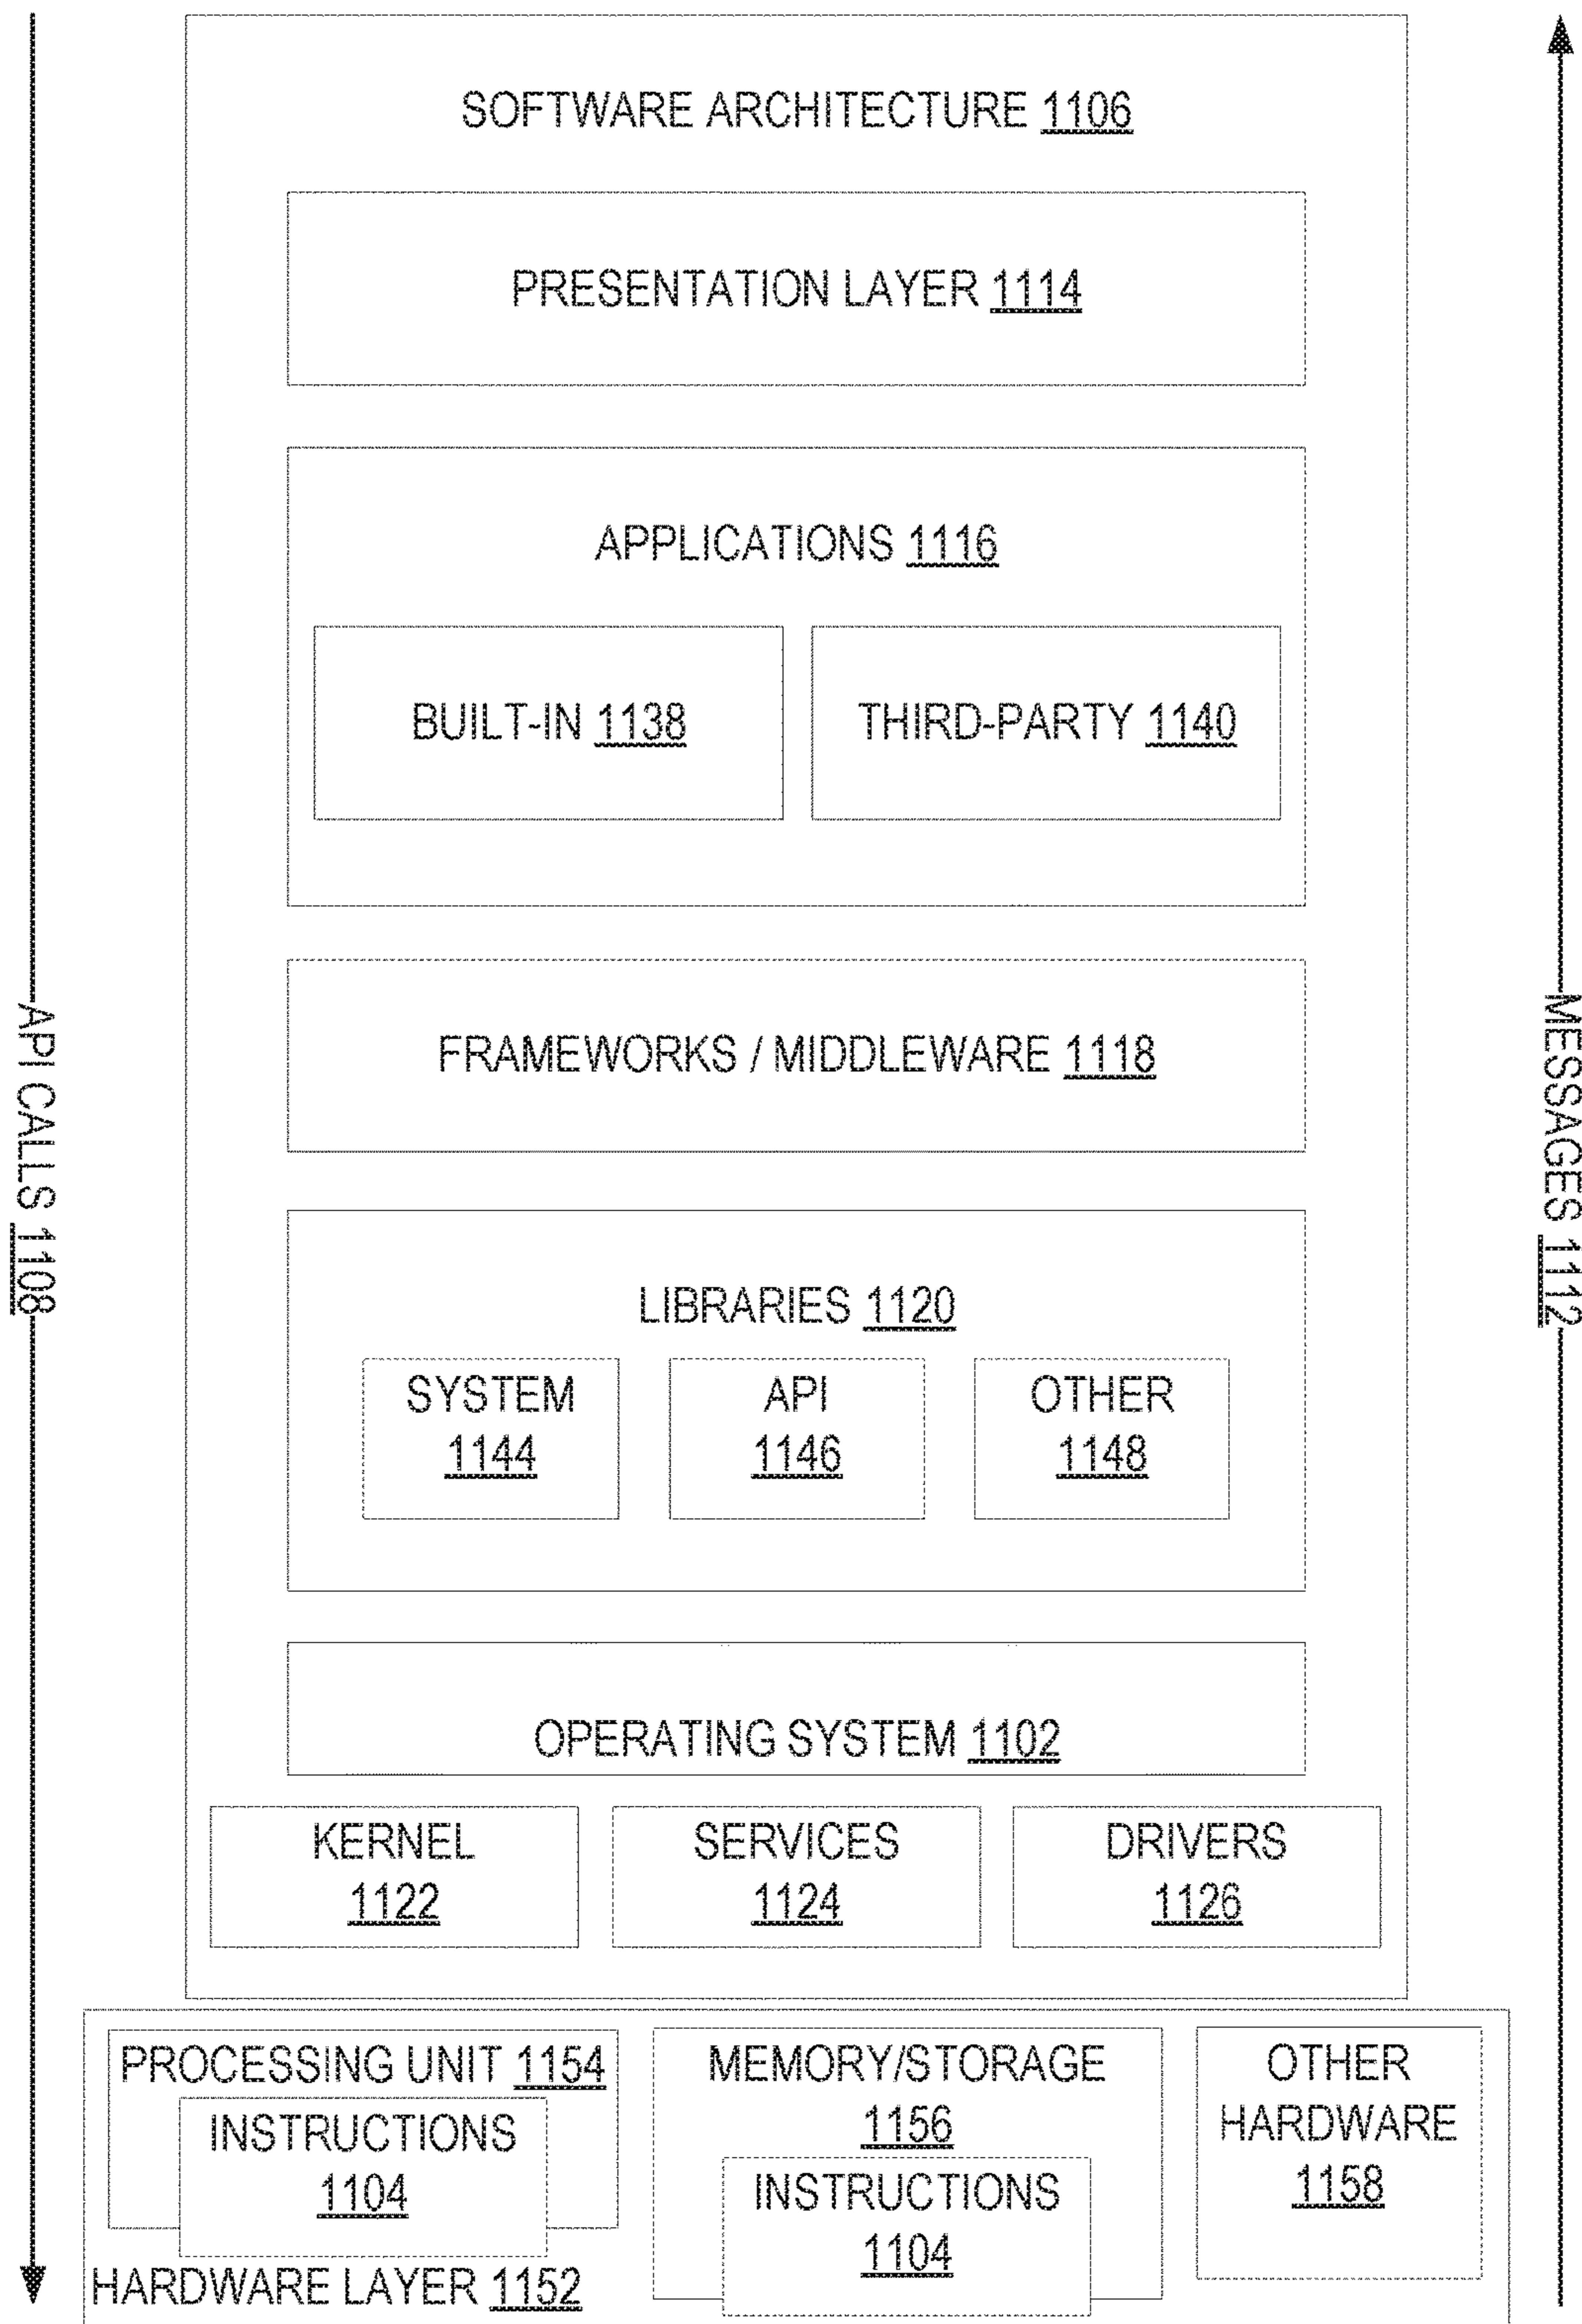 SOFTWARE ARCHITECTURE 1106
PRESENTATION LAYER 1114
APPLICATIONS 1116
BUILT-IN 1138
THIRD-PARTY 1140
FRAMEWORKS / MIDDLEWARE 1118
API CALLS 1108
MESSAGES 1112
LIBRARIES 1120
SYSTEM
1144
API
1146
OTHER
1148
OPERATING SYSTEM 1102
KERNEL
1122
SERVICES
1124
DRIVERS
1126
PROCESSING UNIT 1154
INSTRUCTIONS
1104
MEMORY/STORAGE
1156
INSTRUCTIONS
1104
OTHER
HARDWARE
1158
HARDWARE LAYER 1152